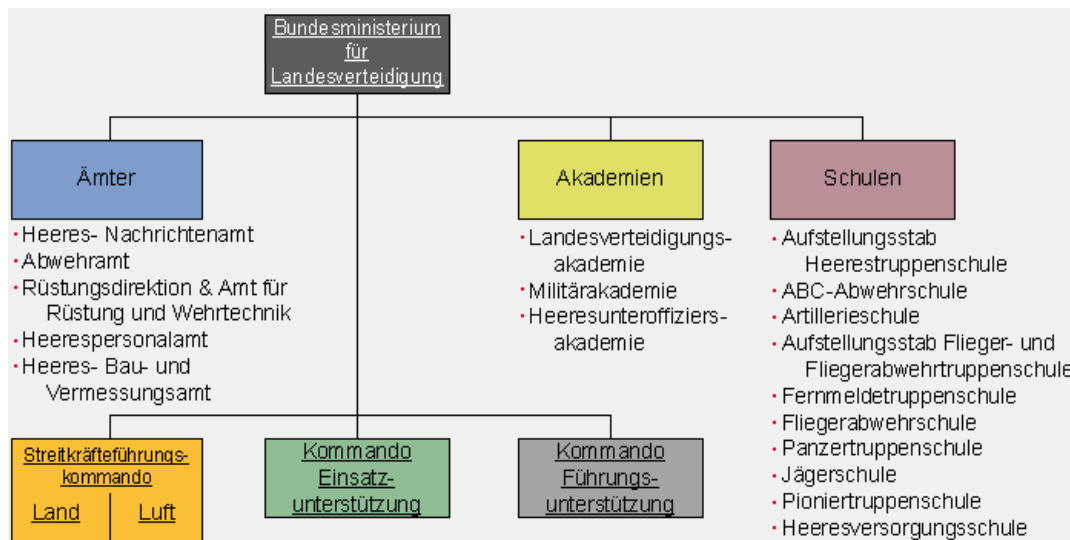 Bundesministerium
für
Landesverteidigung
Ämter
· Heeres- Nachrichtenamt
· Abwehramt
· Rüstungsdirektion & Amt für
Rüstung und Wehrtechnik
· Heerespersonalamt
· Heeres- Bau- und
Vermessungsamt
Akademien
· Landesverteidigungs-
akademie
· Militärakademie
· Heeresunteroffiziers-
akademie
Schulen
· Aufstellungsstab
Heerestruppenschule
· ABC-Abwehrschule
· Artillerieschule
· Aufstellungsstab Flieger- und
Fliegerabwehrtruppenschule
· Fernmeldetruppenschule
· Fliegerabwehrschule
· Panzertruppenschule
· Jägerschule
· Pioniertruppenschule
· Heeresversorgungsschule
Streitkräfteführungs-
kommando
Land Luft
Kommando
Einsatz-
unterstützung
Kommando
Führungs-
unterstützung